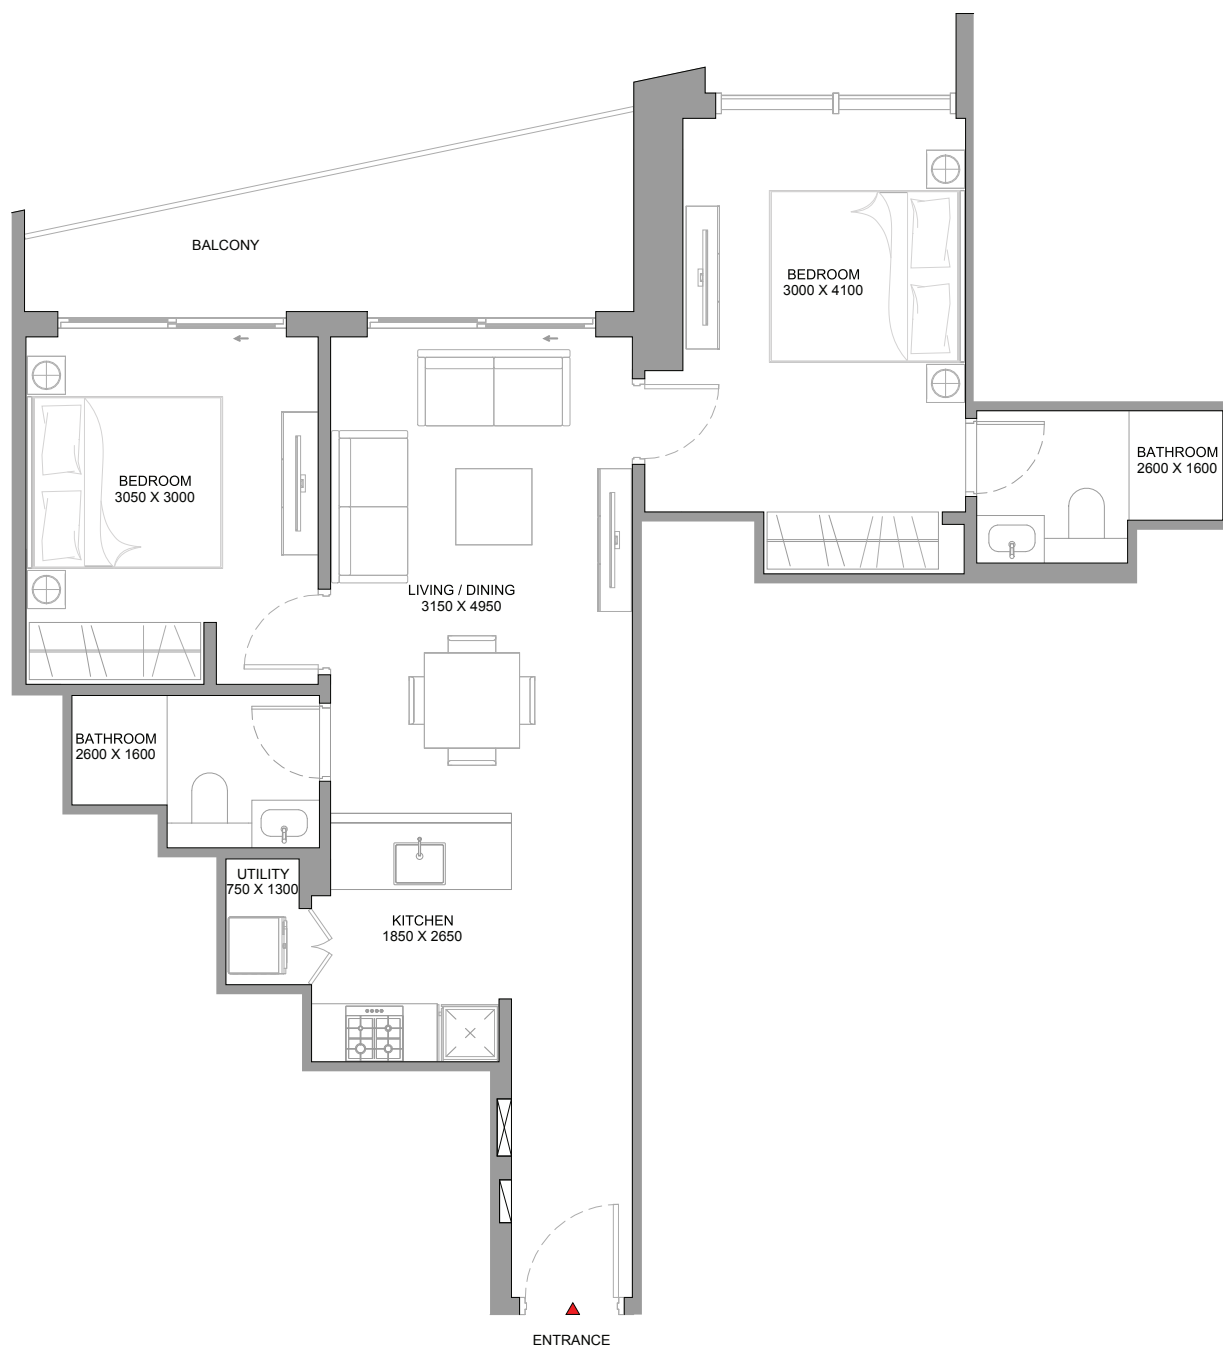 BALCONY
BEDROOM
3000 X 4100
BATHROOM
2600 X 1600
BEDROOM
3050 X 3000
LIVING / DINING
3150 X 4950
BATHROOM
2600 X 1600
UTILITY
750 X 1300
KITCHEN
1850 X 2650
ENTRANCE